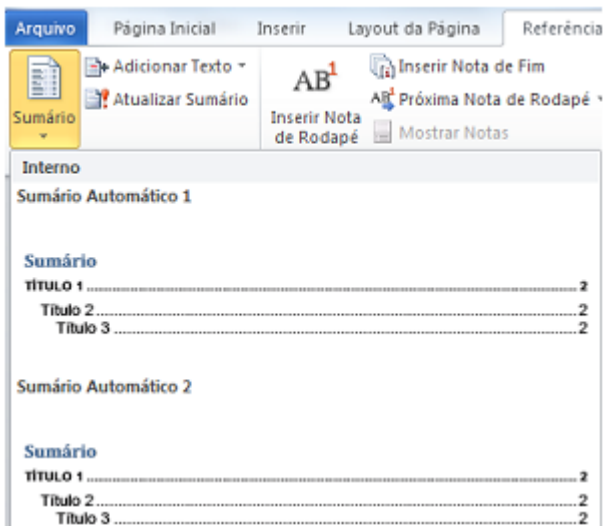 Arquivo Página Inicial Inserir Layout da Página Referência
Adicionar Texto
Atualizar Sumário
Sumário
AB1
Inserir Nota
de Rodapé
Inserir Nota de Fim
AB1 Próxima Nota de Rodapé
Mostrar Notas
Interno
Sumário Automático 1
Sumário
TÍTULO 1 ........ 2
Título 2 ........ 2
Título 3 ........ 2
Sumário Automático 2
Sumário
TÍTULO 1 ........ 2
Título 2 ........ 2
Título 3 ........ 2